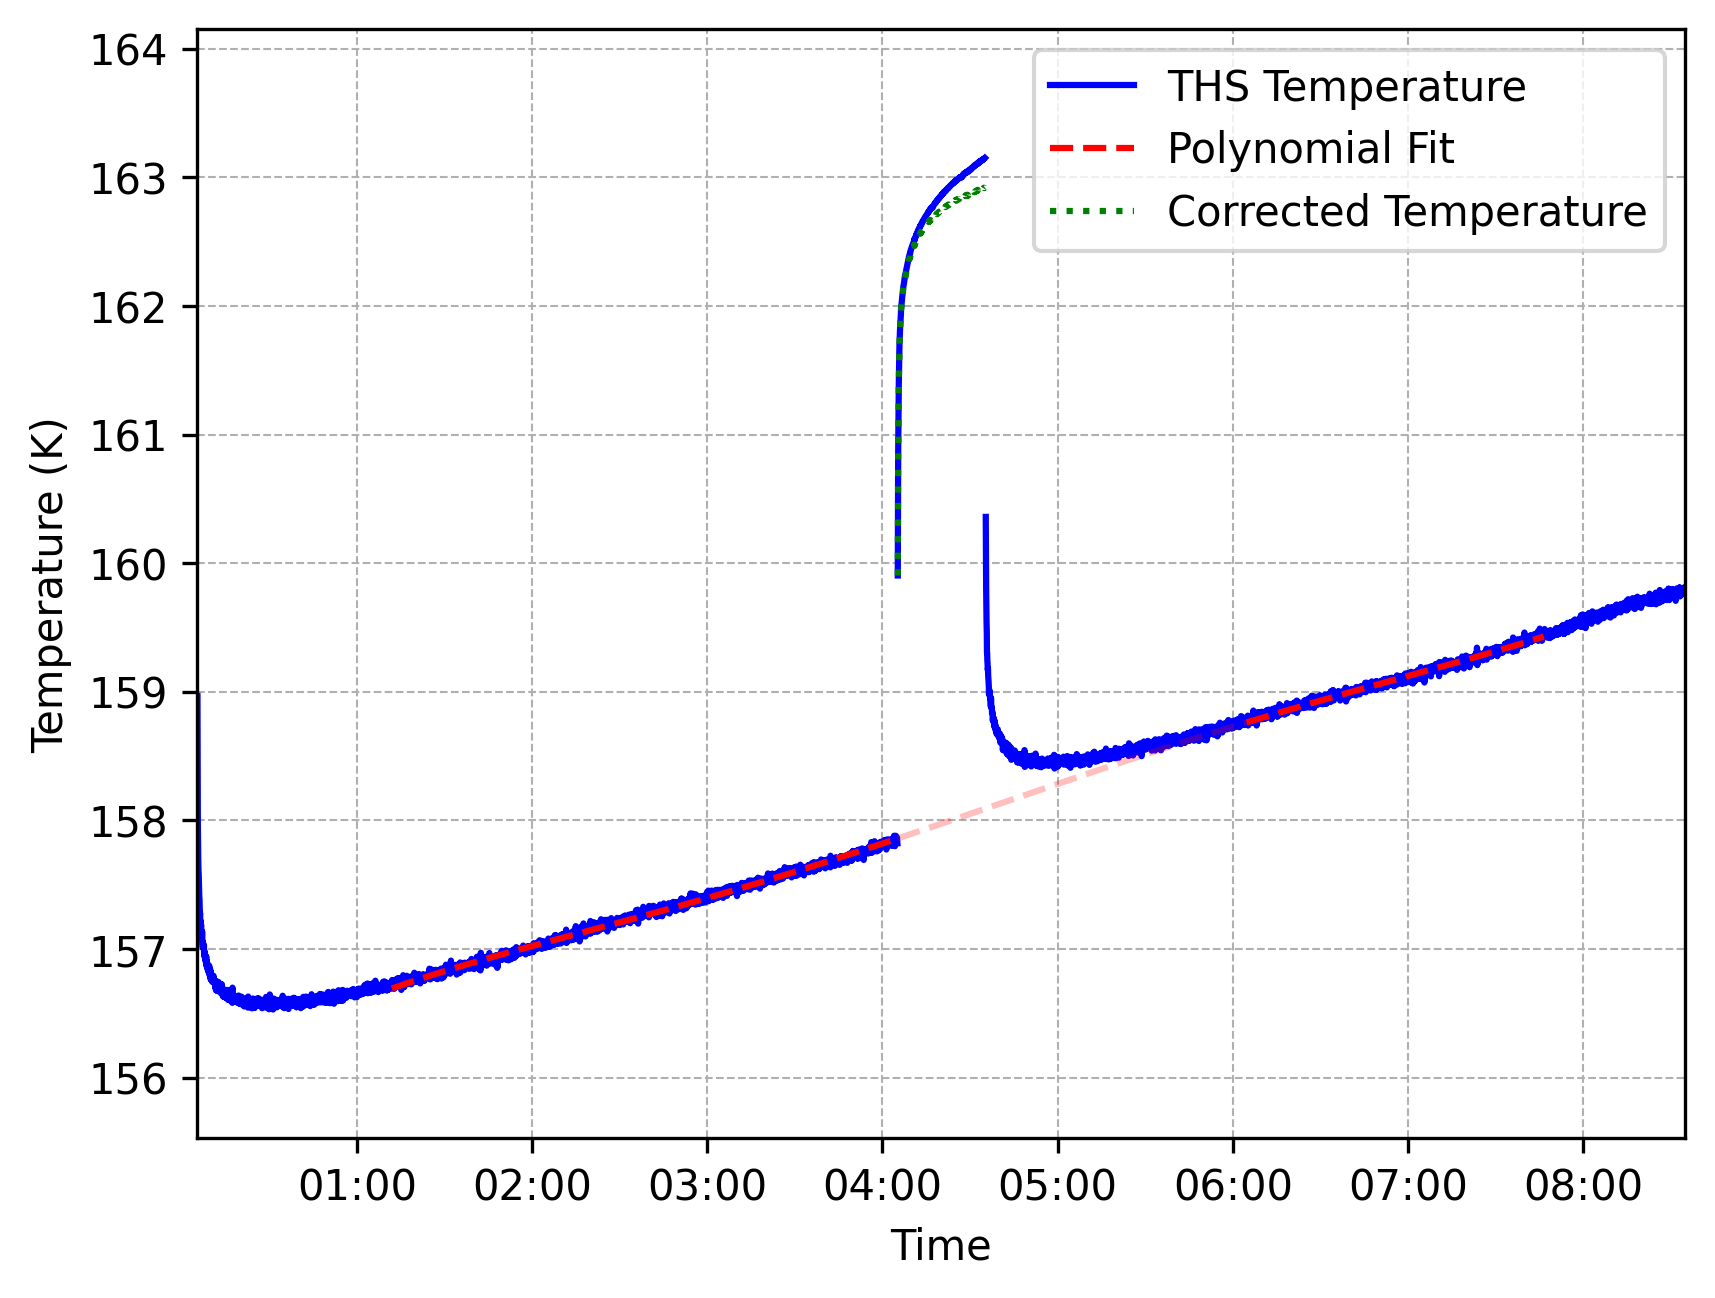 164
163
162
161
160
159
158
157
156
Temperature (K)
THS Temperature
Polynomial Fit
Corrected Temperature
01:00 02:00 03:00 04:00 05:00 06:00 07:00 08:00
Time